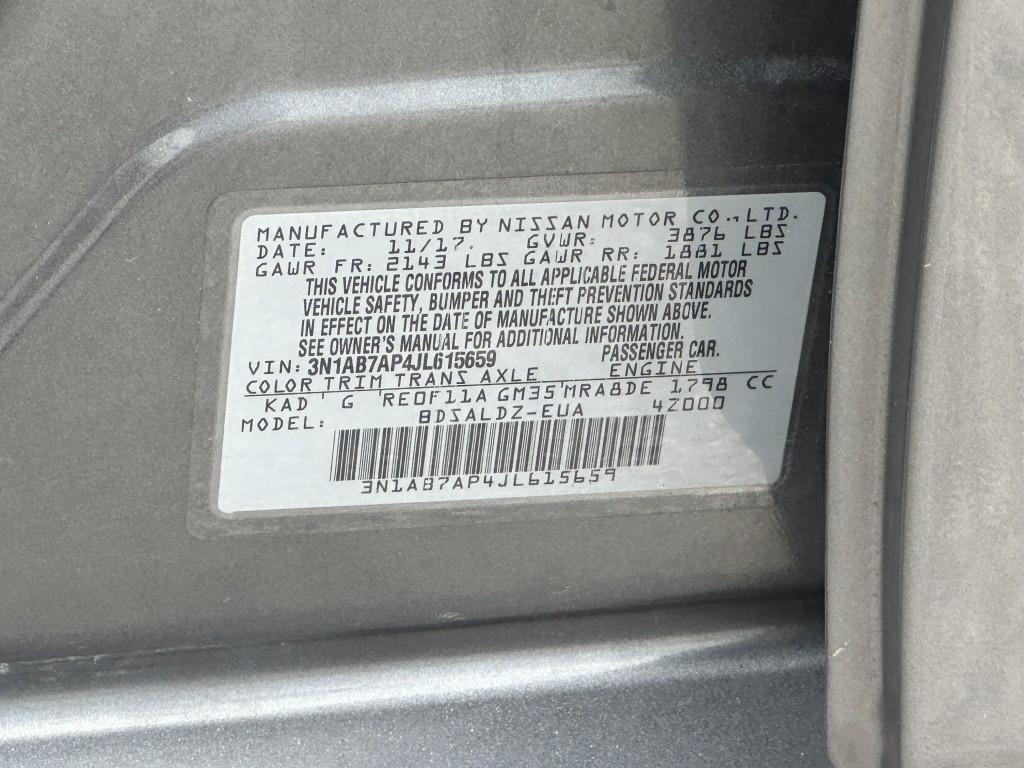 MANUFACTURED BY NISSAN MOTOR CO., LTD.
DATE: 11/17. GVWR: 3876 LBS
GAWR FR: 2143 LBS GAWR RR: 1881 LBS
THIS VEHICLE CONFORMS TO ALL APPLICABLE FEDERAL MOTOR
VEHICLE SAFETY, BUMPER AND THEFT PREVENTION STANDARDS
IN EFFECT ON THE DATE OF MANUFACTURE SHOWN ABOVE.
SEE OWNER'S MANUAL FOR ADDITIONAL INFORMATION.
VIN: 3N1AB7AP4JL615659 PASSENGER CAR.
COLOR TRIM TRANS AXLE ENGINE
KAD ' G 'RE0F11A GM35'MRA8DE 1798 CC
MODEL: BDSALDZ-EUA 4Z000
3N1AB7AP4JL615659